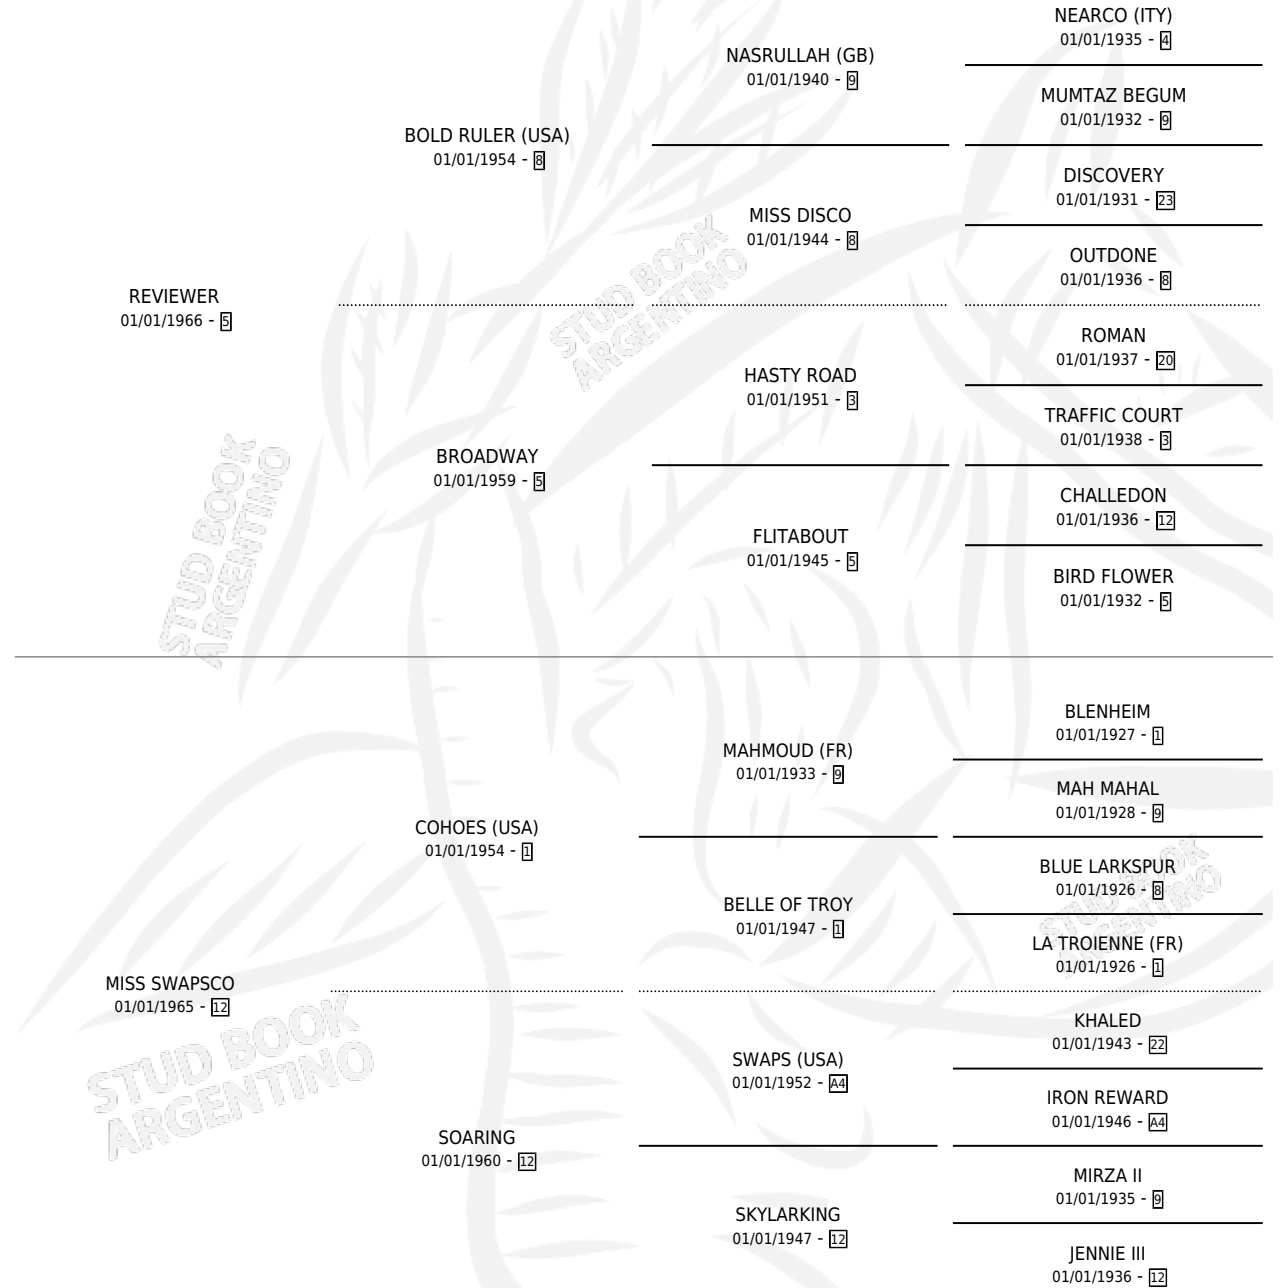 NEARCO (ITY)
01/01/1935 - 4
NASRULLAH (GB)
01/01/1940 - 9
MUMTAZ BEGUM
01/01/1932 - 9
BOLD RULER (USA)
01/01/1954 - 8
DISCOVERY
01/01/1931 - 23
MISS DISCO
01/01/1944 - 8
OUTDONE
01/01/1936 - 8
STUD BOOK
ARGENTINO
REVIEWER
01/01/1966 - 5
ROMAN
01/01/1937 - 20
HASTY ROAD
01/01/1951 - 3
TRAFFIC COURT
01/01/1938 - 3
BROADWAY
01/01/1959 - 5
CHALLEDON
01/01/1936 - 12
FLITABOUT
01/01/1945 - 5
BIRD FLOWER
01/01/1932 - 5
STUD BOOK
ARGENTINO
BLENHEIM
01/01/1927 - 1
MAHMOUD (FR)
01/01/1933 - 9
MAH MAHAL
01/01/1928 - 9
COHOES (USA)
01/01/1954 - 1
BLUE LARKSPUR
01/01/1926 - 8
BELLE OF TROY
01/01/1947 - 1
LA TROIENNE (FR)
01/01/1926 - 1
STUD BOOK
ARGENTINO
MISS SWAPSCO
01/01/1965 - 12
KHALED
01/01/1943 - 22
SWAPS (USA)
01/01/1952 - A4
IRON REWARD
01/01/1946 - A4
STUD BOOK
ARGENTINO
SOARING
01/01/1960 - 12
MIRZA II
01/01/1935 - 9
SKYLARKING
01/01/1947 - 12
JENNIE III
01/01/1936 - 12